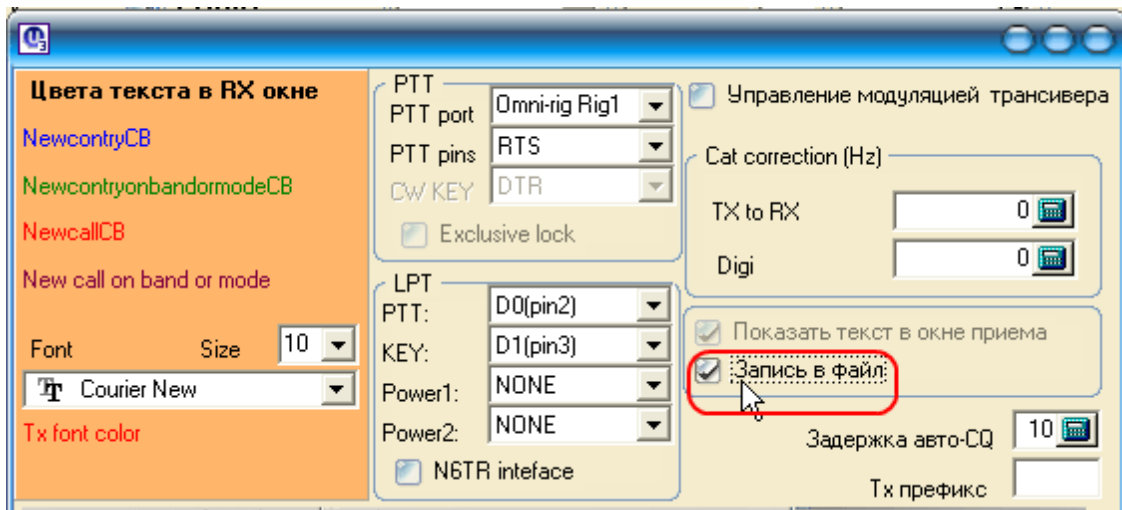 Цвета текста в RX окне
NewcontryCB
NewcontryonbandormodeCB
NewcallCB
New call on band or mode
Font Size 10
Courier New
Tx font color
PTT
PTT port Omni-rig Rig1
PTT pins RTS
CW KEY DTR
Exclusive lock
LPT
PTT: D0(pin2)
KEY: D1(pin3)
Power1: NONE
Power2: NONE
N6TR inteface
Управление модуляцией трансивера
Cat correction (Hz)
TX to RX 0
Digi 0
Показать текст в окне приема
Запись в файл
Задержка авто-CQ 10
Tx префикс